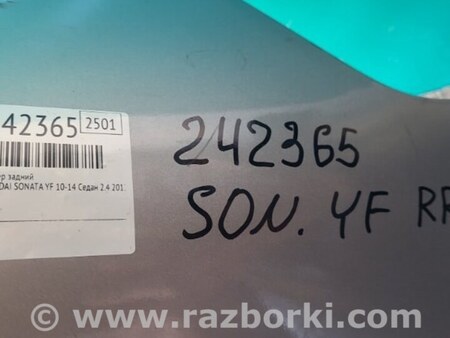 42365 2501
ер задний
DAI SONATA YF 10-14 Седан 2.4 201
242365
SON. YF RR
© www.razborki.com